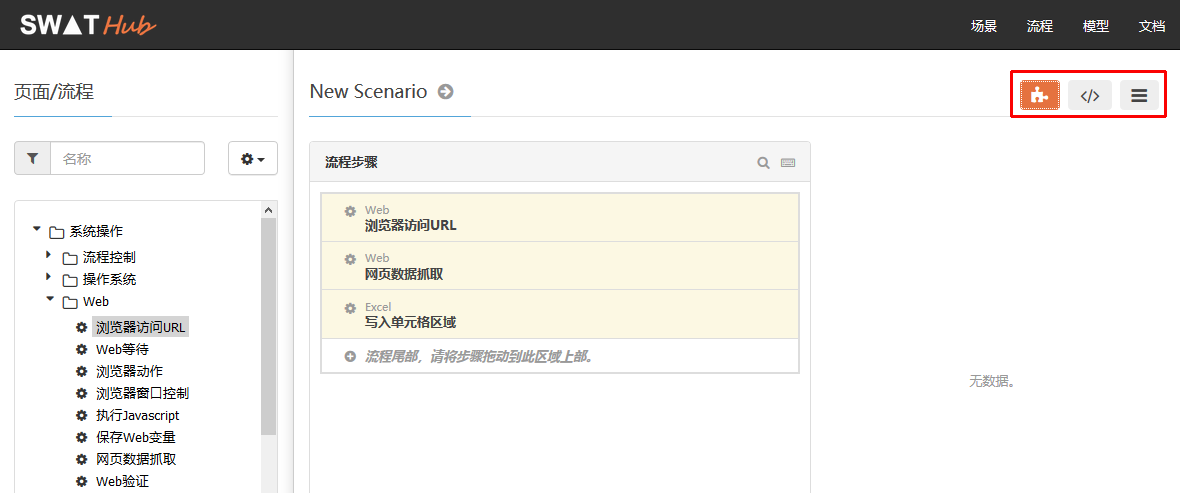 SWAT Hub
场景 流程 模型 文档
页面/流程
New Scenario
</>
名称
流程步骤
系统操作
流程控制
操作系统
Web
浏览器访问URL
Web等待
浏览器动作
浏览器窗口控制
执行Javascript
保存Web变量
网页数据抓取
Web验证
Web
浏览器访问URL
Web
网页数据抓取
Excel
写入单元格区域
流程尾部，请将步骤拖动到此区域上部。
无数据。